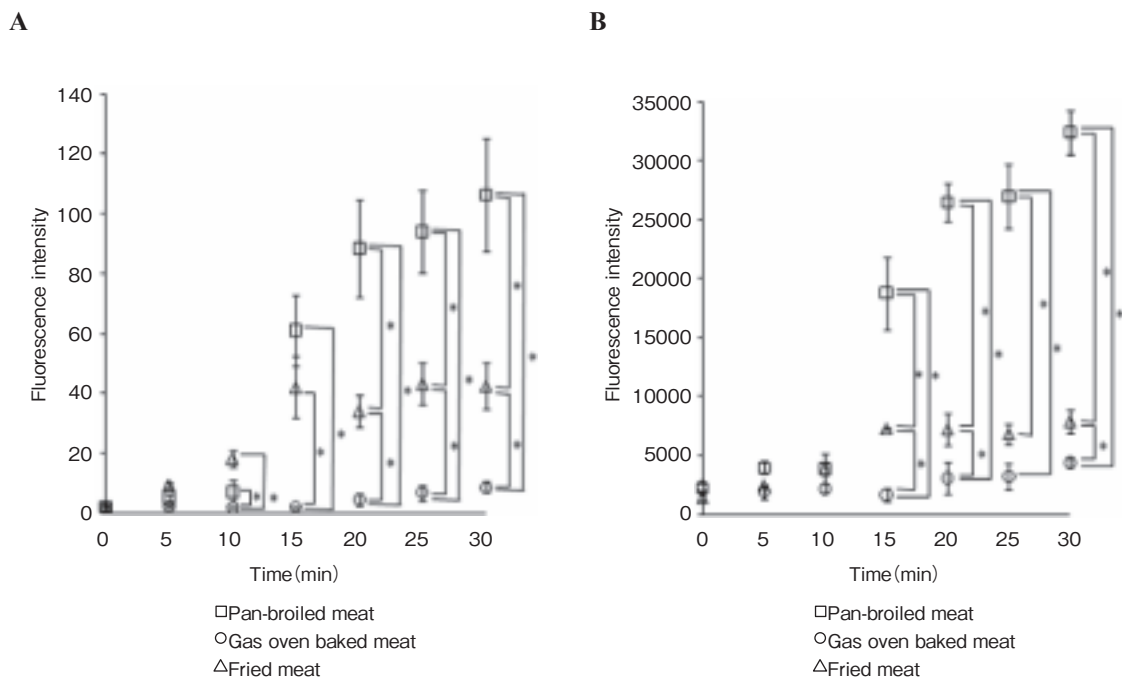 A
B
140
120
100
80
60
40
20
0
Fluorescence intensity
0 5 10 15 20 25 30
Time(min)
□Pan-broiled meat
○Gas oven baked meat
△Fried meat
35000
30000
25000
20000
15000
10000
5000
0
Fluorescence intensity
0 5 10 15 20 25 30
Time(min)
□Pan-broiled meat
○Gas oven baked meat
△Fried meat